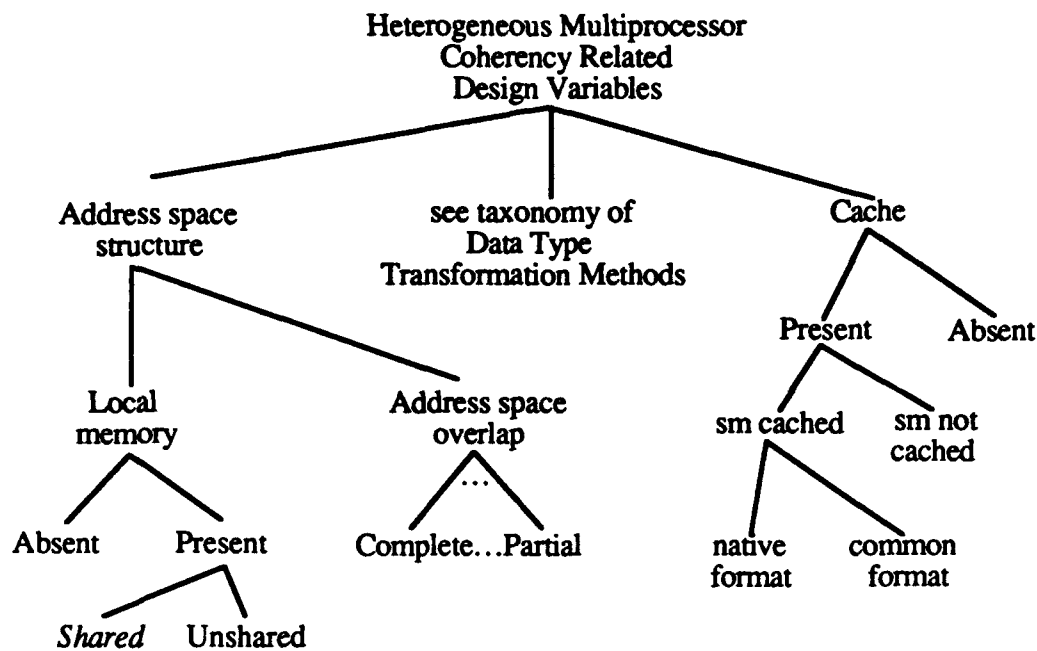 Heterogeneous Multiprocessor
Coherency Related
Design Variables
Address space
structure
see taxonomy of
Data Type
Transformation Methods
Cache
Present
Absent
Local
memory
Address space
overlap
...
sm cached
sm not
cached
Absent
Present
Complete...Partial
native
format
common
format
Shared
Unshared